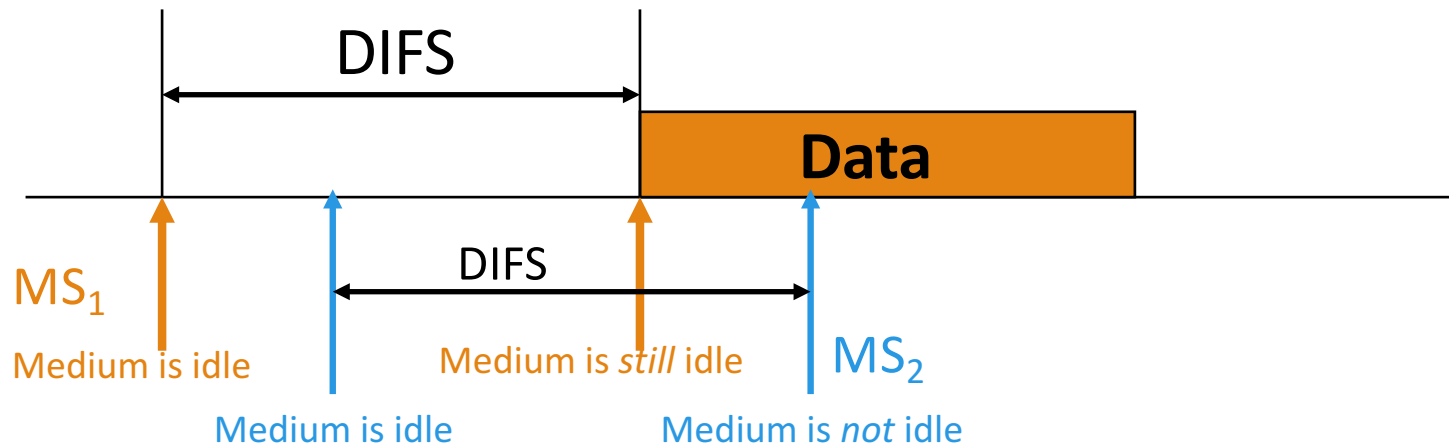 DIFS
Data
DIFS
MS₁
Medium is idle
Medium is still idle
MS₂
Medium is idle
Medium is not idle